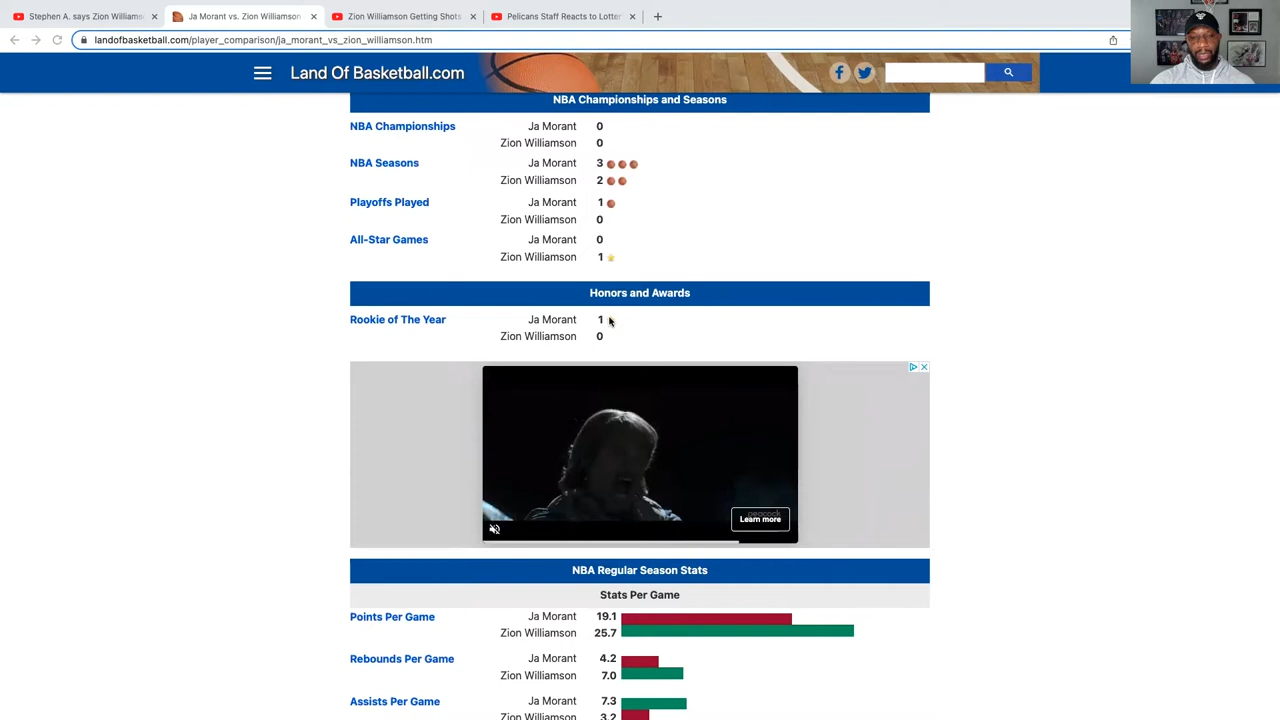 Stephen A. says Zion Williams
Ja Morant vs. Zion Williamson
Zion Williamson Getting Shots
Pelicans Staff Reacts to Lotter
landofbasketball.com/player_comparison/ja_morant_vs_zion_williamson.htm
Land Of Basketball.com
NBA Championships and Seasons
NBA Championships Ja Morant 0
Zion Williamson 0
NBA Seasons Ja Morant 3
Zion Williamson 2
Playoffs Played Ja Morant 1
Zion Williamson 0
All-Star Games Ja Morant 0
Zion Williamson 1
Honors and Awards
Rookie of The Year Ja Morant 1
Zion Williamson 0
peacock
Learn more
NBA Regular Season Stats
Stats Per Game
Points Per Game Ja Morant 19.1
Zion Williamson 25.7
Rebounds Per Game Ja Morant 4.2
Zion Williamson 7.0
Assists Per Game Ja Morant 7.3
Zion Williamson 3.2